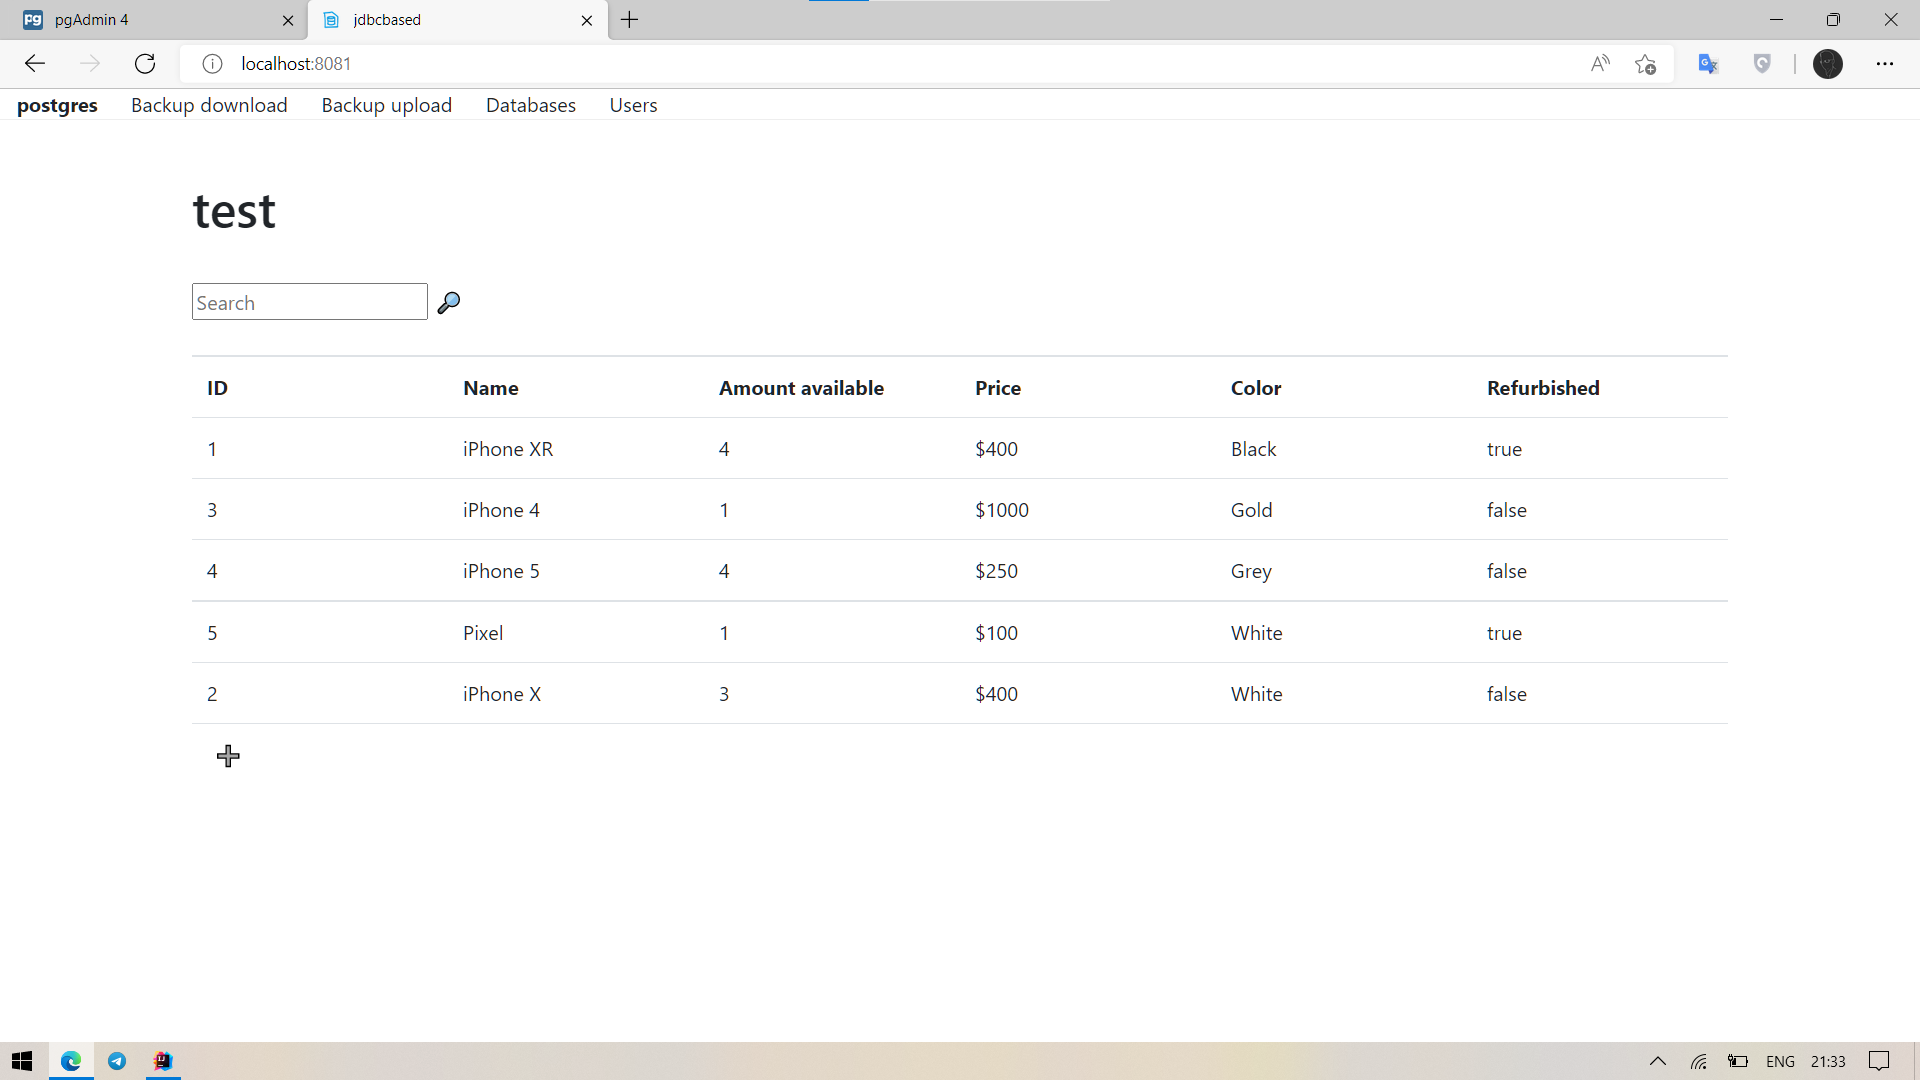 pgAdmin 4
jdbcbased
localhost:8081
postgres Backup download Backup upload Databases Users
test
Search
ID Name Amount available Price Color Refurbished
1 iPhone XR 4 $400 Black true
3 iPhone 4 1 $1000 Gold false
4 iPhone 5 4 $250 Grey false
5 Pixel 1 $100 White true
2 iPhone X 3 $400 White false
ENG 21:33